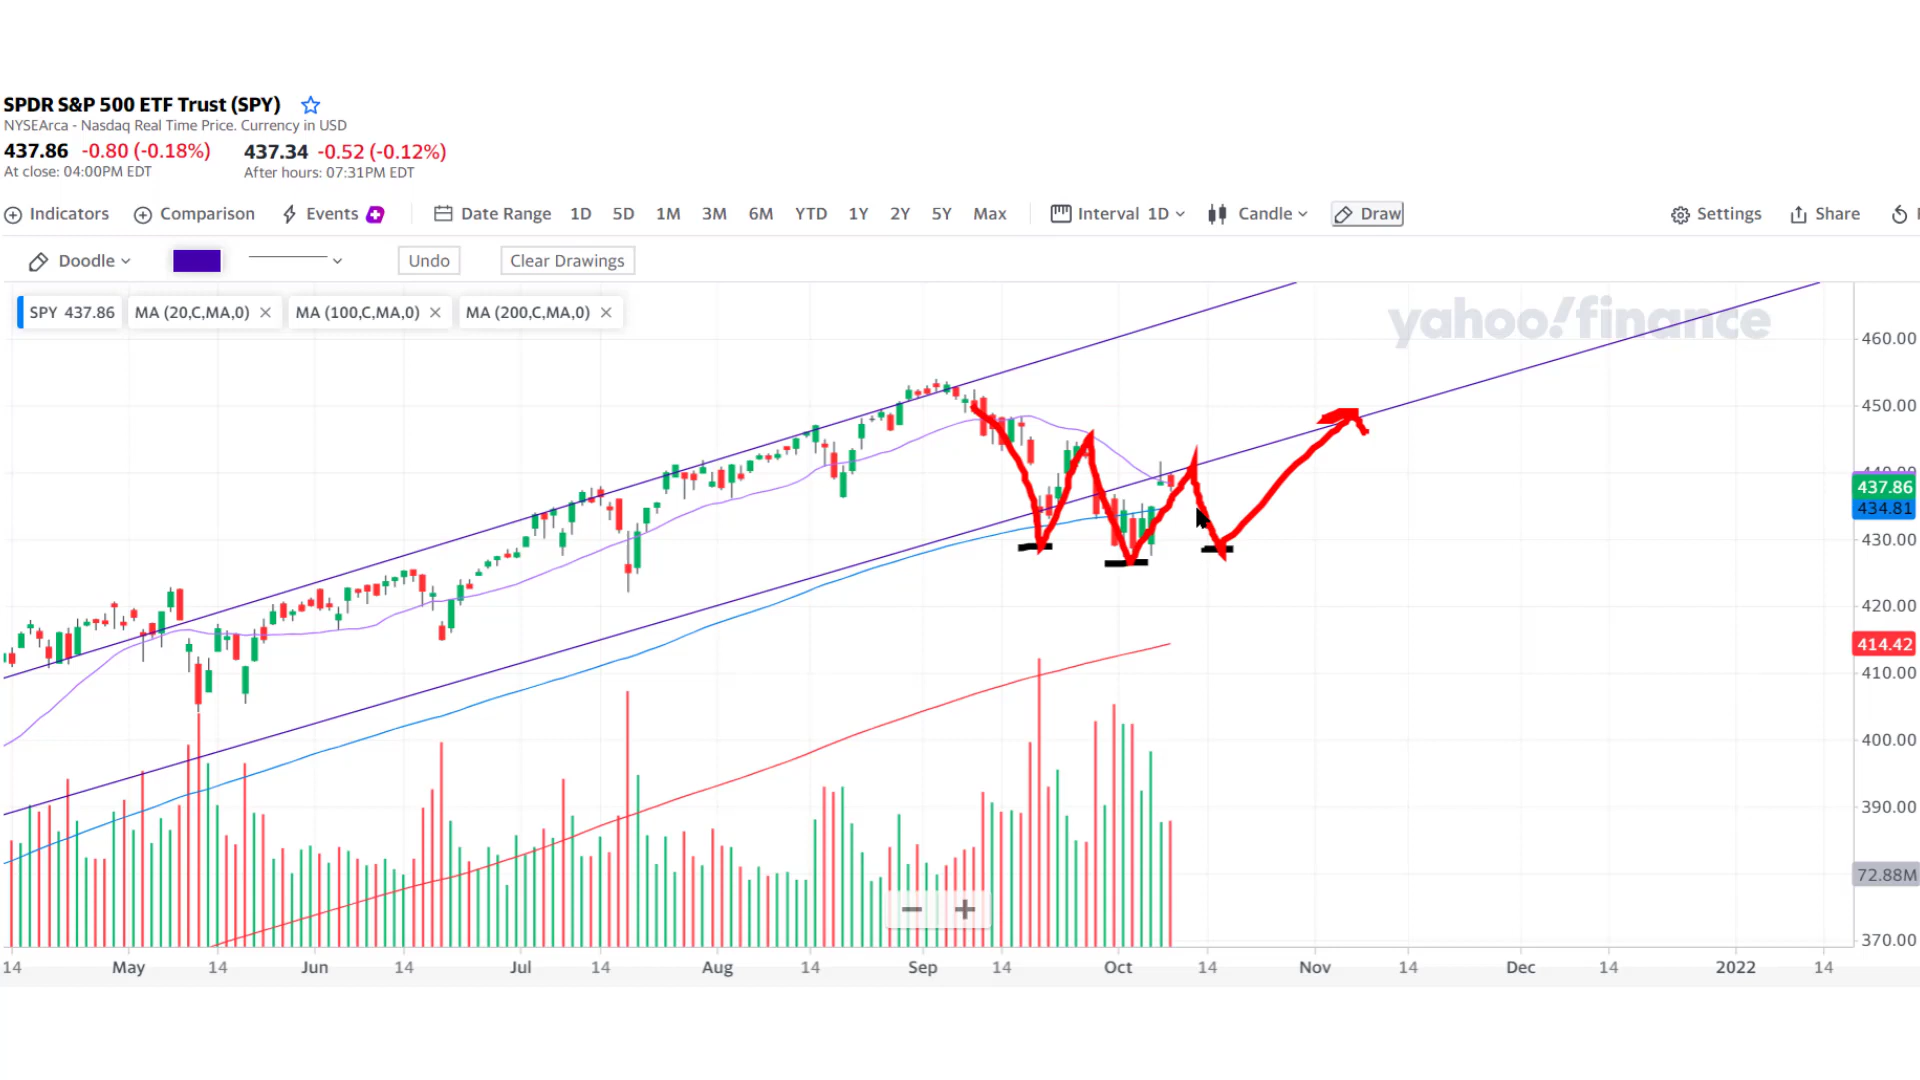 SPDR S&P 500 ETF Trust (SPY)
NYSEArca - Nasdaq Real Time Price. Currency in USD
437.86 -0.80 (-0.18%) 437.34 -0.52 (-0.12%)
At close: 04:00PM EDT After hours: 07:31PM EDT
Indicators Comparison Events Date Range 1D 5D 1M 3M 6M YTD 1Y 2Y 5Y Max Interval 1D Candle Draw Settings Share
Doodle Undo Clear Drawings
SPY 437.86 MA (20,C,MA,0) MA (100,C,MA,0) MA (200,C,MA,0)
yahoo!finance
460.00
450.00
440.00
437.86
434.81
430.00
420.00
414.42
410.00
400.00
390.00
72.88M
370.00
14 May 14 Jun 14 Jul 14 Aug 14 Sep 14 Oct 14 Nov 14 Dec 14 2022 14